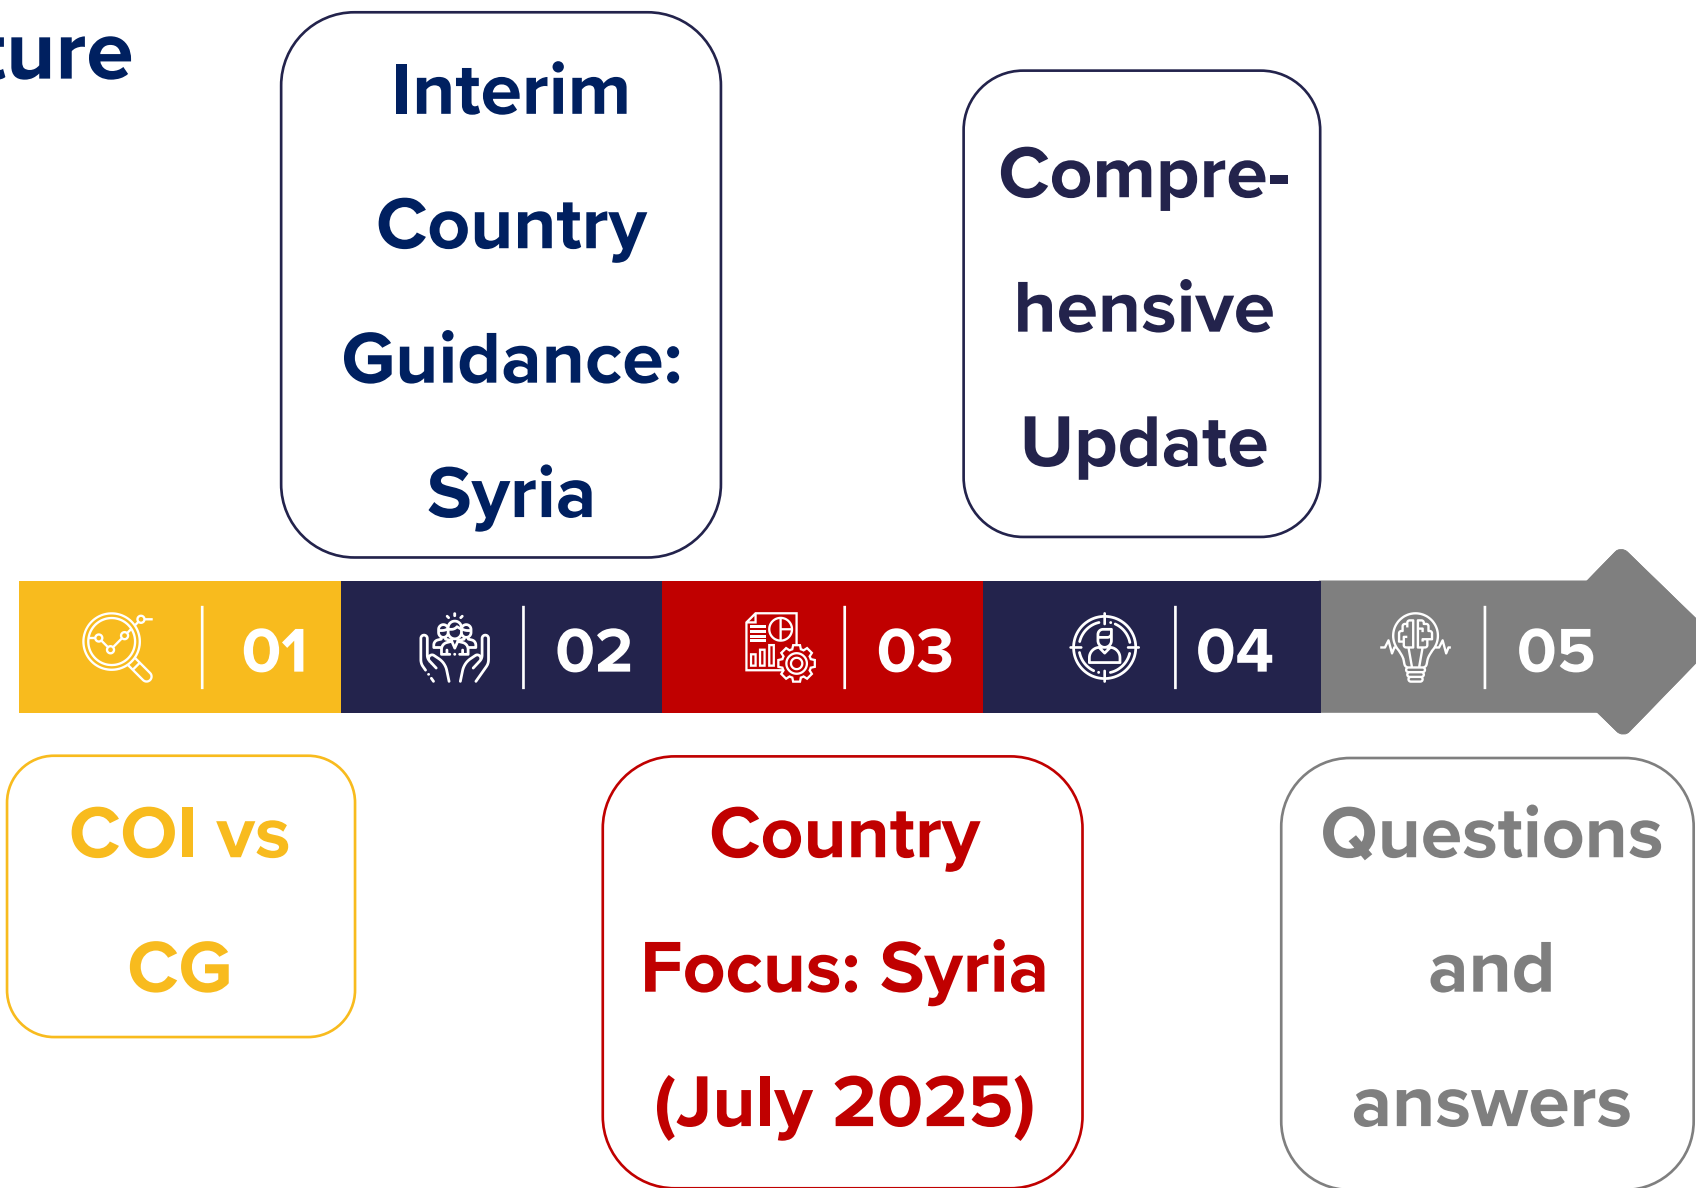 Interim
Country
Guidance:
Syria
Compre-
hensive
Update
01
02
03
04
05
COI vs
CG
Country
Focus: Syria
(July 2025)
Questions
and
answers